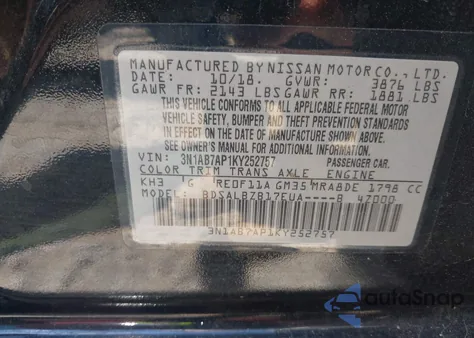 MANUFACTURED BY NISSAN MOTOR CO., LTD.
DATE: 10/18. GVWR: 3876 LBS
GAWR FR: 2143 LBS GAWR RR: 1881 LBS
THIS VEHICLE CONFORMS TO ALL APPLICABLE FEDERAL MOTOR
VEHICLE SAFETY, BUMPER, AND THEFT PREVENTION
STANDARDS IN EFFECT ON THE DATE OF
MANUFACTURE SHOWN ABOVE.
SEE OWNER'S MANUAL FOR ADDITIONAL INFORMATION.
VIN: 3N1AB7AP1KY252757 PASSENGER CAR.
COLOR TRIM TRANS AXLE ENGINE
KH3 G RE0F11A GM35 MRA8DE 1798 CC
MODEL: BDSALBZB17EUA----B 47000
3N1AB7AP1KY252757
autoSnap